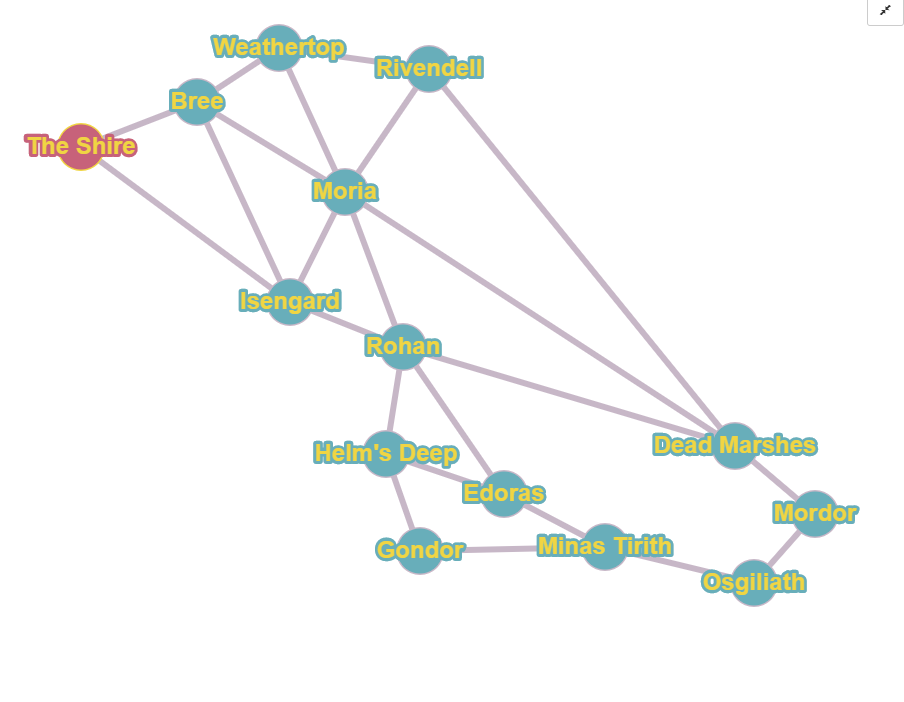 Weathertop
Rivendell
Bree
The Shire
Moria
Isengard
Rohan
Dead Marshes
Helm's Deep
Edoras
Mordor
Gondor
Minas Tirith
Osgiliath